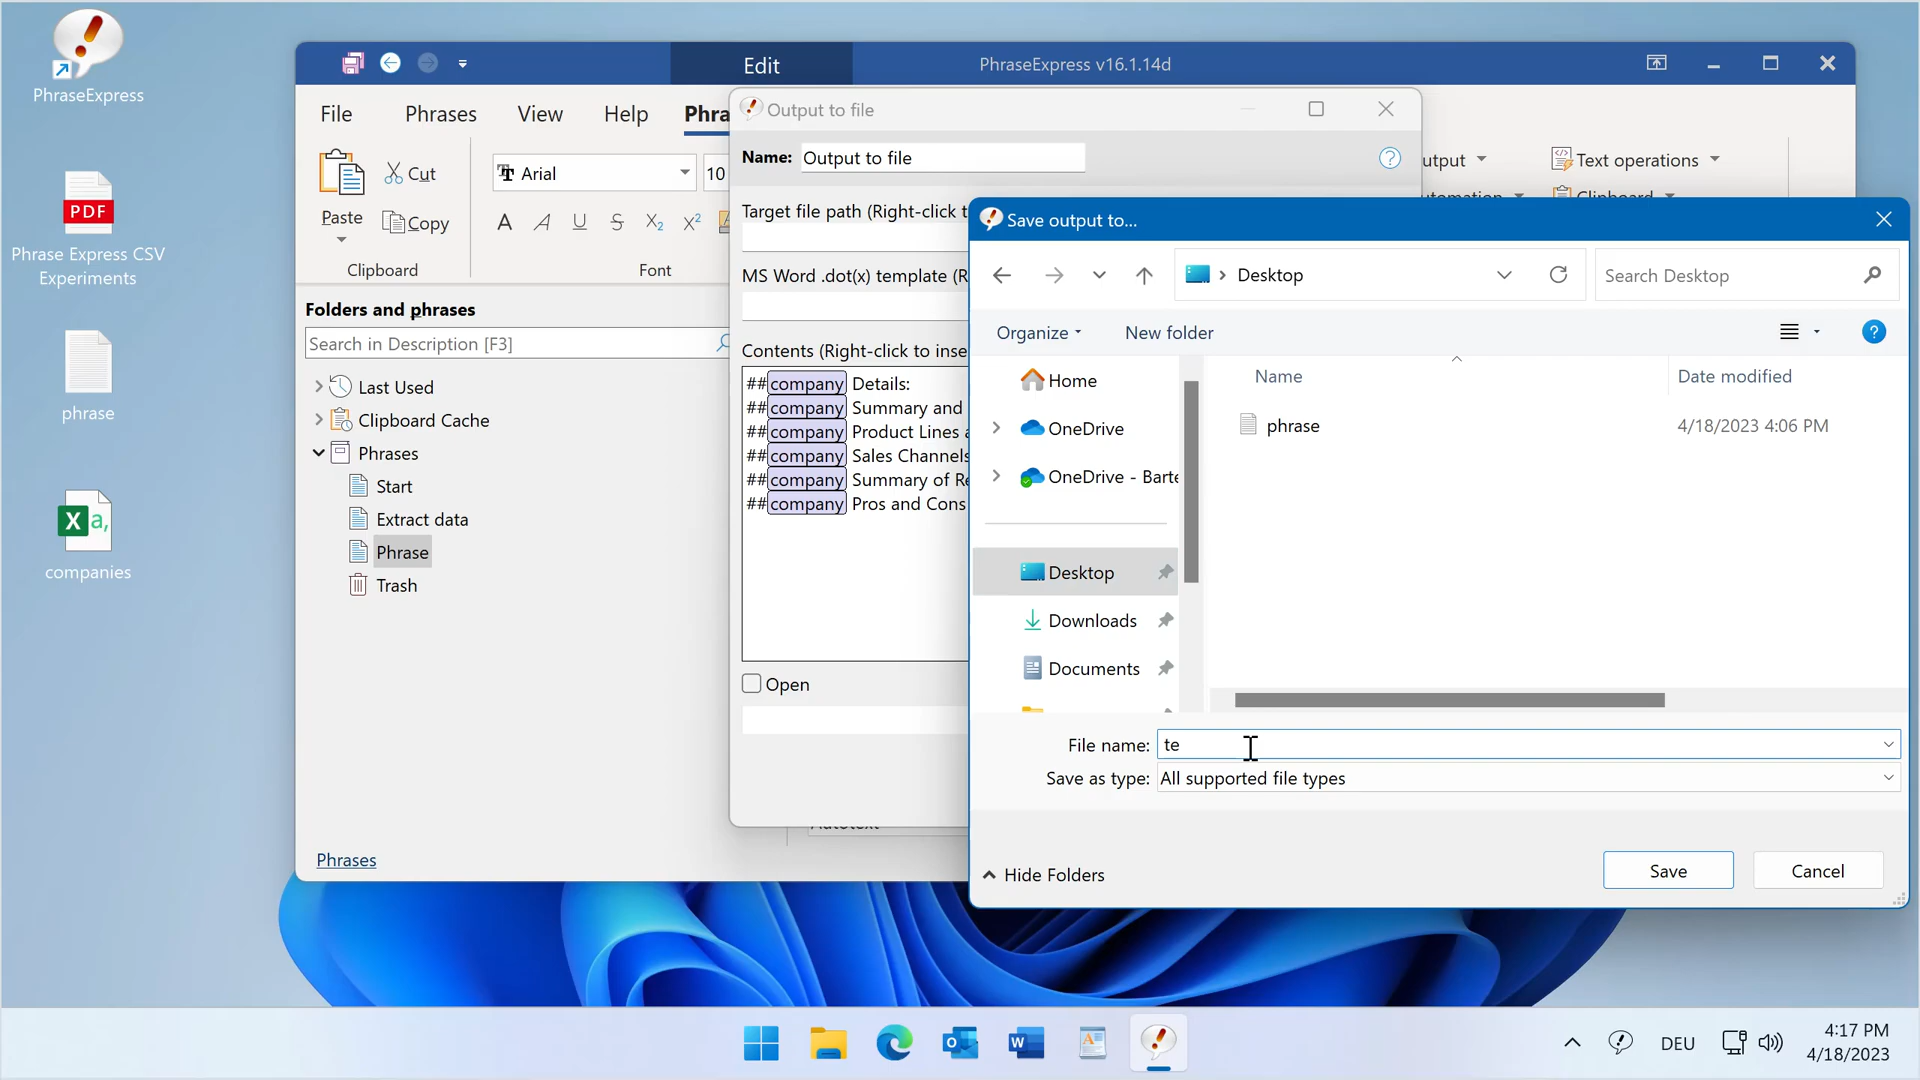 PhraseExpress
PDF
Phrase Express CSV
Experiments
phrase
X a,
companies
Edit
PhraseExpress v16.1.14d
File
Phrases
View
Help
Phra
Paste
Cut
Copy
Clipboard
Arial
10
A A U S X₂ X²
Font
utput
Text operations
Folders and phrases
Search in Description [F3]
Last Used
Clipboard Cache
Phrases
Start
Extract data
Phrase
Trash
Phrases
Output to file
Name: Output to file
Target file path (Right-click t
MS Word .dot(x) template (R
Contents (Right-click to inse
##company Details:
##company Summary and
##company Product Lines
##company Sales Channels
##company Summary of Re
##company Pros and Cons
Open
Save output to...
Desktop
Search Desktop
Organize
New folder
Home
OneDrive
OneDrive - Barte
Desktop
Downloads
Documents
Name
Date modified
phrase
4/18/2023 4:06 PM
File name: te
Save as type: All supported file types
Hide Folders
Save
Cancel
DEU
4:17 PM
4/18/2023